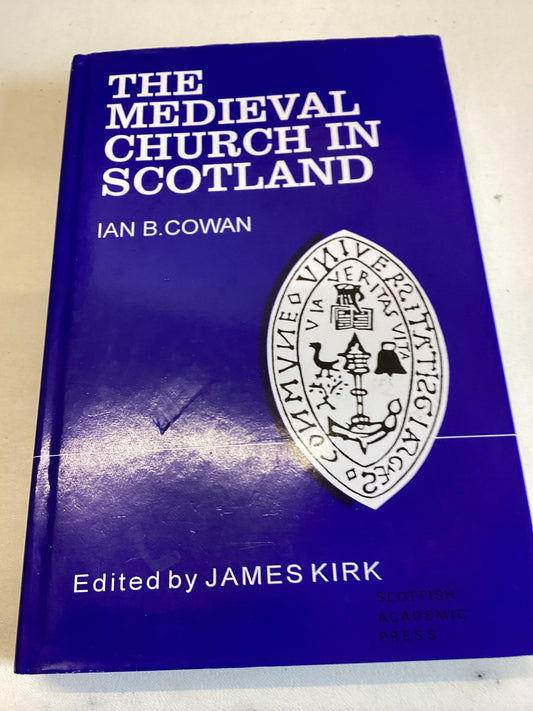 THE
MEDIEVAL
CHURCH IN
SCOTLAND
IAN B.COWAN
VIA VERITAS VITA
Edited by JAMES KIRK
SCOTTISH
ACADEMIC
PRESS